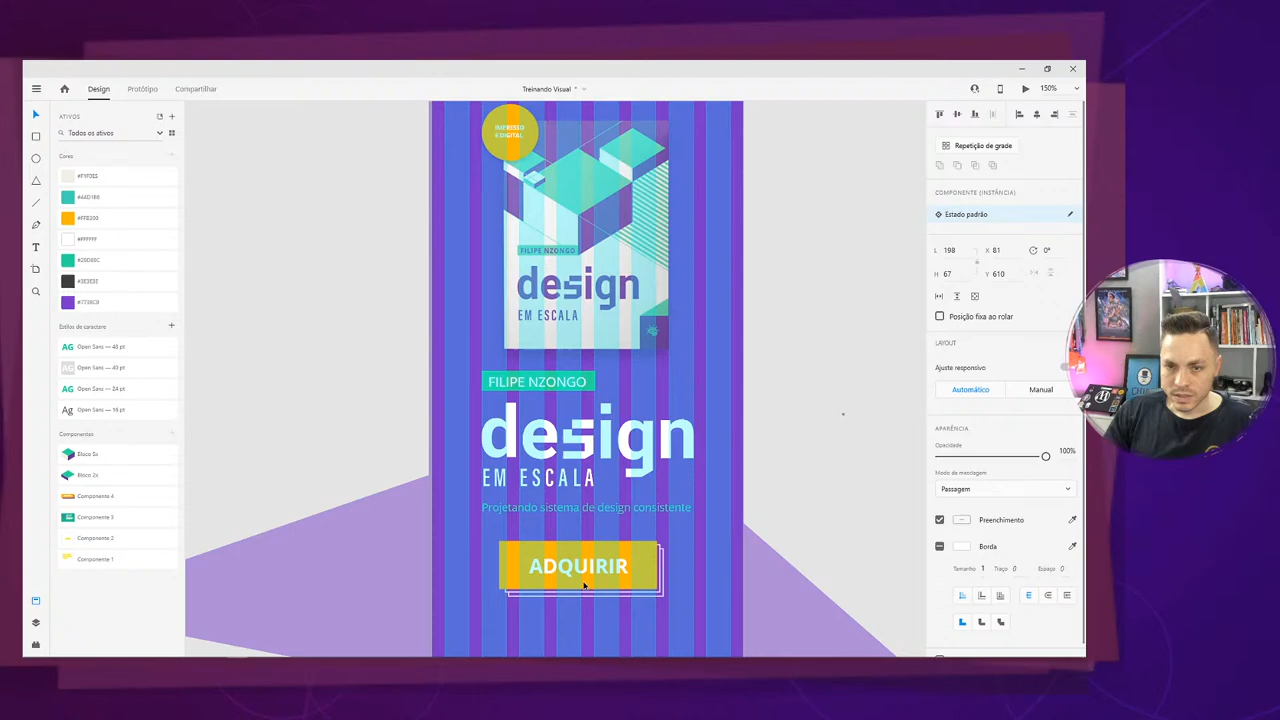 Design
Protótipo
Compartilhar
Treinando Visual *
150%
ATIVOS
Todos os ativos
Cores
#FFB300
#FFFFFF
#3E3E3E
Estilos de caractere
AG Open Sans — 48 pt
AG Open Sans — 40 pt
AG Open Sans — 24 pt
Ag Open Sans — 16 pt
Componentes
Bloco 5x
Bloco 2x
Componente 4
Componente 3
Componente 2
Componente 1
IMPRESSO
E DIGITAL
FILIPE NZONGO
design
EM ESCALA
FILIPE NZONGO
design
EM ESCALA
Projetando sistema de design consistente
ADQUIRIR
Repetição de grade
COMPONENTE (INSTÂNCIA)
Estado padrão
L 198 X 81 0°
H 67 Y 610
Posição fixa ao rolar
LAYOUT
Ajuste responsivo
Automático Manual
APARÊNCIA
Opacidade
100%
Modo de mesclagem
Passagem
Preenchimento
Borda
Tamanho 1 Traço 0 Espaço 0